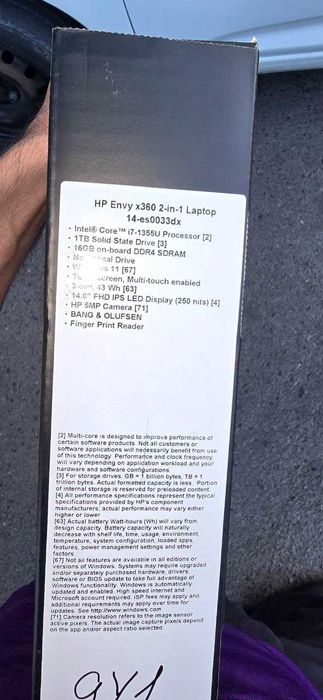 HP Envy x360 2-in-1 Laptop
14-es0033dx
• Intel® Core™ i7-1355U Processor [2]
• 1TB Solid State Drive [3]
• 16GB on-board DDR4 SDRAM
• Drive
• 11 [67]
• screen, Multi-touch enabled
• 43 Wh [63]
• 14.0" FHD IPS LED Display (250 nits) [4]
• HP 5MP Camera [71]
• BANG & OLUFSEN
• Finger Print Reader
[2] Multi-core is designed to improve performance of
certain software products. Not all customers or
software applications will necessarily benefit from use
of this technology. Performance and clock frequency
will vary depending on application workload and your
hardware and software configurations.
[3] For storage drives, GB = 1 billion bytes, TB = 1
trillion bytes. Actual formatted capacity is less. Portion
of internal storage is reserved for preloaded content.
[4] All performance specifications represent the typical
specifications provided by HP's component
manufacturers; actual performance may vary either
higher or lower.
[63] Actual battery Watt-hours (Wh) will vary from
design capacity. Battery capacity will naturally
decrease with shelf life, time, usage, environment,
temperature, system configuration, loaded apps,
features, power management settings and other
factors.
[67] Not all features are available in all editions or
versions of Windows. Systems may require upgraded
and/or separately purchased hardware, drivers,
software or BIOS update to take full advantage of
Windows functionality. Windows is automatically
updated and enabled. High speed internet and
Microsoft account required. ISP fees may apply and
additional requirements may apply over time for
updates. See http://www.windows.com
[71] Camera resolution refers to the image sensor
active pixels. The actual image capture pixels depend
on the app and/or aspect ratio selected.